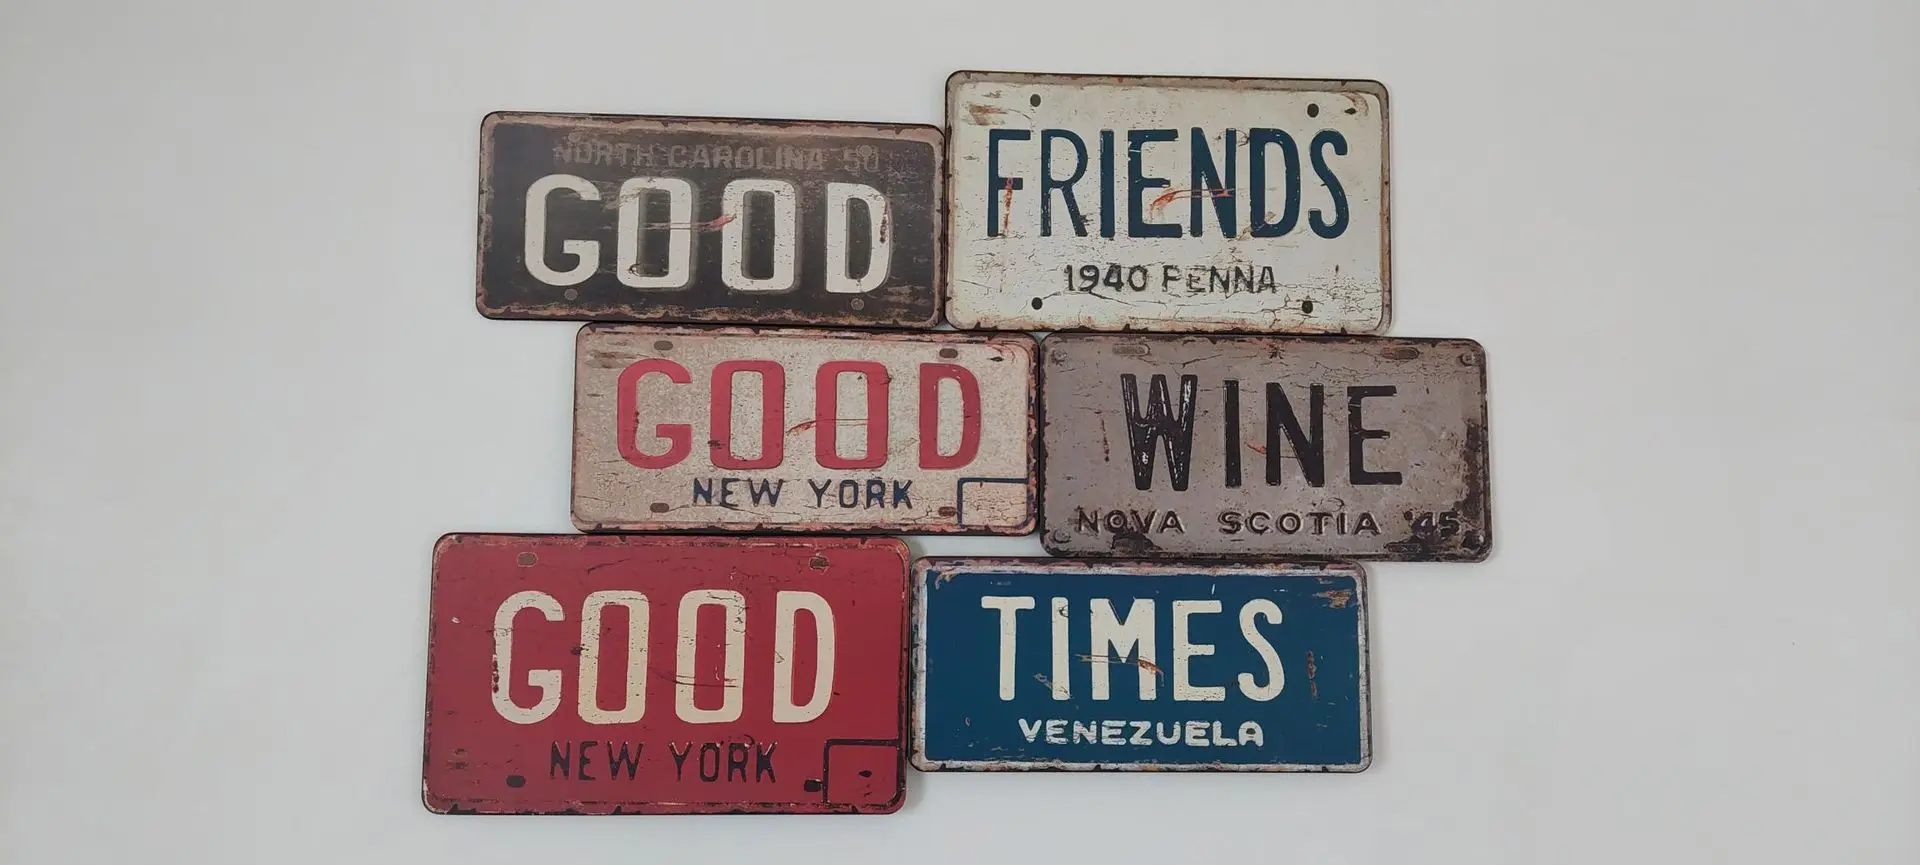 NORTH CAROLINA 50
GOOD
FRIENDS
1940 PENNA
GOOD
NEW YORK
WINE
NOVA SCOTIA '45
GOOD
NEW YORK
TIMES
VENEZUELA